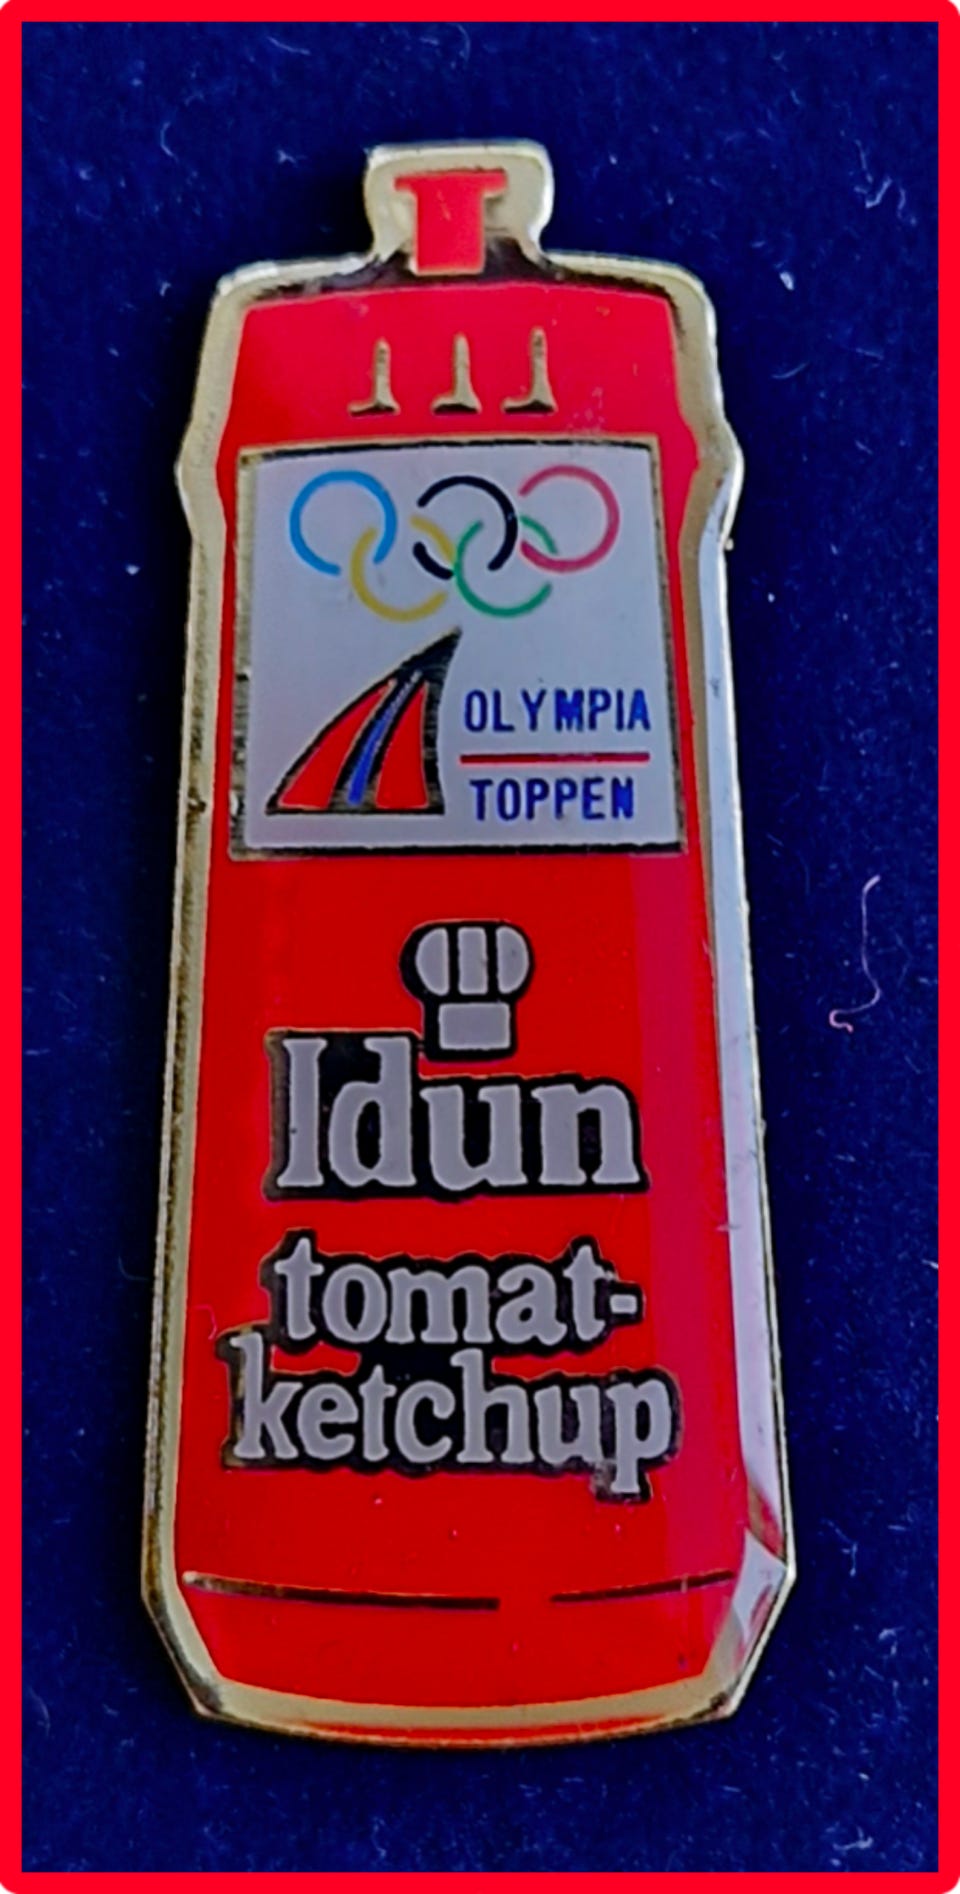 OLYMPIA
TOPPEN
Idun
tomat-
ketchup